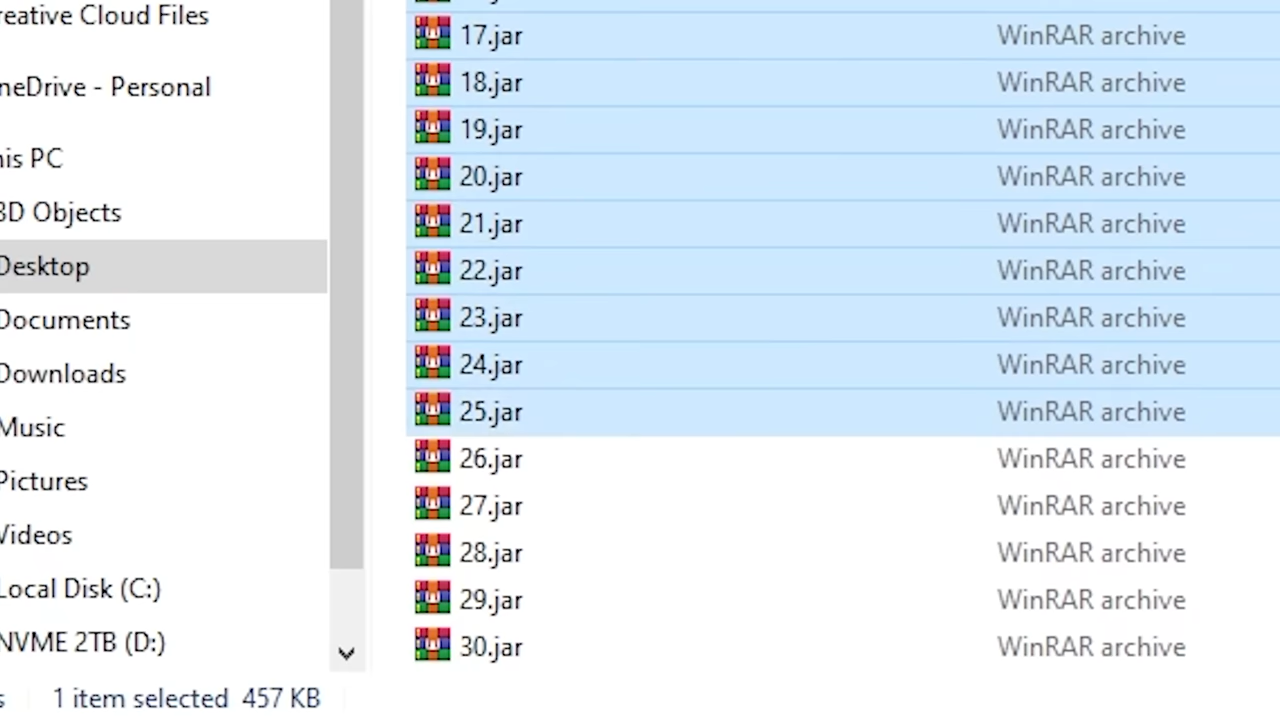 reative Cloud Files
neDrive - Personal
his PC
3D Objects
Desktop
Documents
Downloads
Music
Pictures
Videos
Local Disk (C:)
NVME 2TB (D:)
17.jar WinRAR archive
18.jar WinRAR archive
19.jar WinRAR archive
20.jar WinRAR archive
21.jar WinRAR archive
22.jar WinRAR archive
23.jar WinRAR archive
24.jar WinRAR archive
25.jar WinRAR archive
26.jar WinRAR archive
27.jar WinRAR archive
28.jar WinRAR archive
29.jar WinRAR archive
30.jar WinRAR archive
s 1 item selected 457 KB